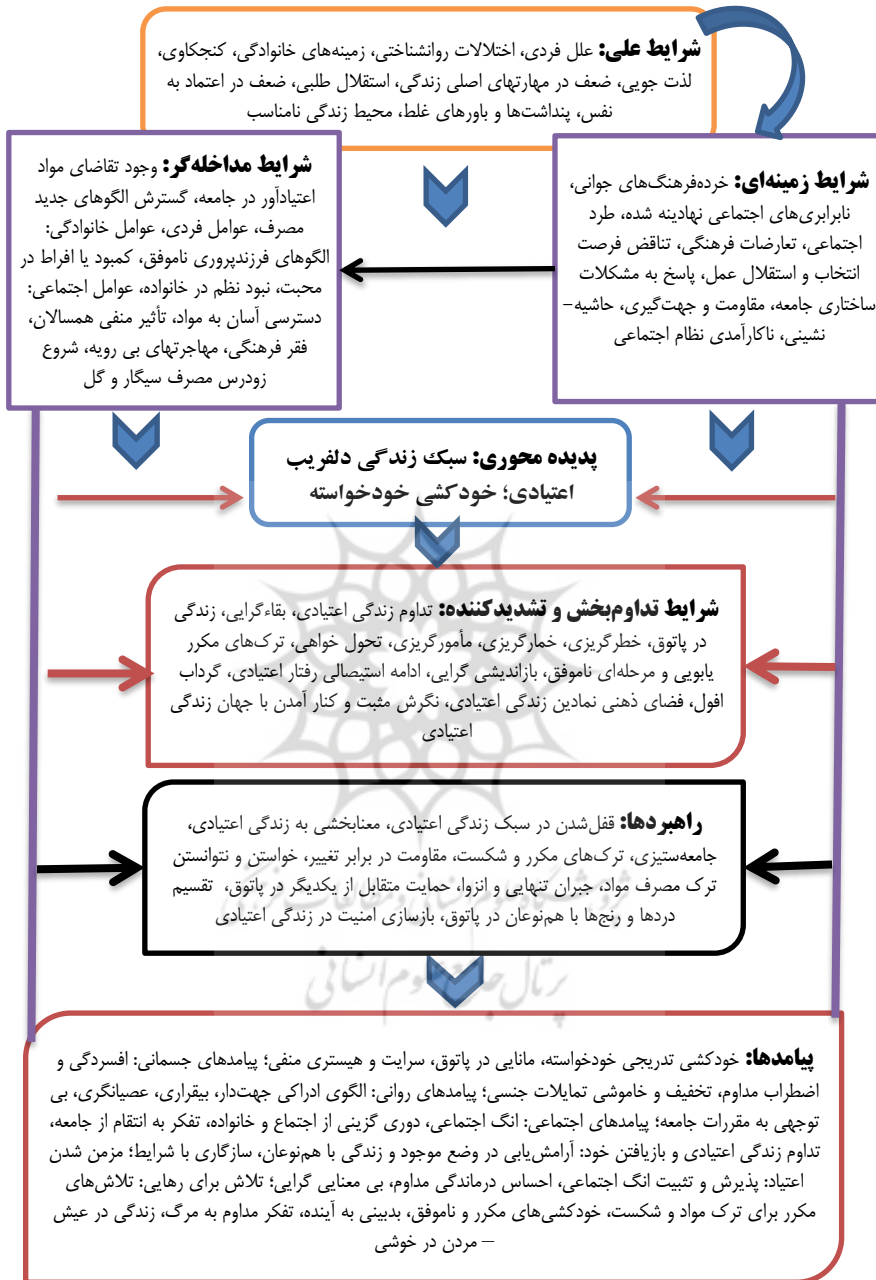 شرایط علی: علل فردی، اختلالات روانشناختی، زمینه‌های خانوادگی، کنجکاوی،
لذت جویی، ضعف در مهارتهای اصلی زندگی، استقلال طلبی، ضعف در اعتماد به
نفس، پنداشت‌ها و باورهای غلط، محیط زندگی نامناسب
شرایط زمینه‌ای: خرده‌فرهنگ‌های جوانی،
نابرابری‌های اجتماعی نهادینه شده، طرد
اجتماعی، تعارضات فرهنگی، تناقض فرصت
انتخاب و استقلال عمل، پاسخ به مشکلات
ساختاری جامعه، مقاومت و جهت‌گیری، حاشیه–
نشینی، ناکارآمدی نظام اجتماعی
شرایط مداخله‌گر: وجود تقاضای مواد
اعتیادآور در جامعه، گسترش الگوهای جدید
مصرف، عوامل فردی، عوامل خانوادگی:
الگوهای فرزندپروری ناموفق، کمبود یا افراط در
محبت، نبود نظم در خانواده، عوامل اجتماعی:
دسترسی آسان به مواد، تأثیر منفی همسالان،
فقر فرهنگی، مهاجرتهای بی رویه، شروع
زودرس مصرف سیگار و گل
پدیده محوری: سبک زندگی دلفریب
اعتیادی؛ خودکشی خودخواسته
شرایط تداوم‌بخش و تشدیدکننده: تداوم زندگی اعتیادی، بقاءگرایی، زندگی
در پاتوق، خطرگریزی، خمارگریزی، مأمورگریزی، تحول خواهی، ترک‌های مکرر
یابویی و مرحله‌ای ناموفق، بازاندیشی گرایی، ادامه استیصالی رفتار اعتیادی، گرداب
افول، فضای ذهنی نمادین زندگی اعتیادی، نگرش مثبت و کنار آمدن با جهان زندگی
اعتیادی
راهبردها: قفل‌شدن در سبک زندگی اعتیادی، معنابخشی به زندگی اعتیادی،
جامعه‌ستیزی، ترک‌های مکرر و شکست، مقاومت در برابر تغییر، خواستن و نتوانستن
ترک مصرف مواد، جبران تنهایی و انزوا، حمایت متقابل از یکدیگر در پاتوق، تقسیم
دردها و رنج‌ها با هم‌نوعان در پاتوق، بازسازی امنیت در زندگی اعتیادی
پژوهشگاه علوم انسانی و مطالعات فرهنگی
پرتال جامع علوم انسانی
پیامدها: خودکشی تدریجی خودخواسته، مانایی در پاتوق، سرایت و هیستری منفی؛ پیامدهای جسمانی: افسردگی و
اضطراب مداوم، تخفیف و خاموشی تمایلات جنسی؛ پیامدهای روانی: الگوی ادراکی جهت‌دار، بیقراری، عصیانگری، بی
توجهی به مقررات جامعه؛ پیامدهای اجتماعی: انگ اجتماعی، دوری گزینی از اجتماع و خانواده، تفکر به انتقام از جامعه،
تداوم زندگی اعتیادی و بازیافتن خود: آرامش‌یابی در وضع موجود و زندگی با هم‌نوعان، سازگاری با شرایط؛ مزمن شدن
اعتیاد: پذیرش و تثبیت انگ اجتماعی، احساس درماندگی مداوم، بی معنایی گرایی؛ تلاش برای رهایی: تلاش‌های
مکرر برای ترک مواد و شکست، خودکشی‌های مکرر و ناموفق، بدبینی به آینده، تفکر مداوم به مرگ، زندگی در عیش
– مردن در خوشی